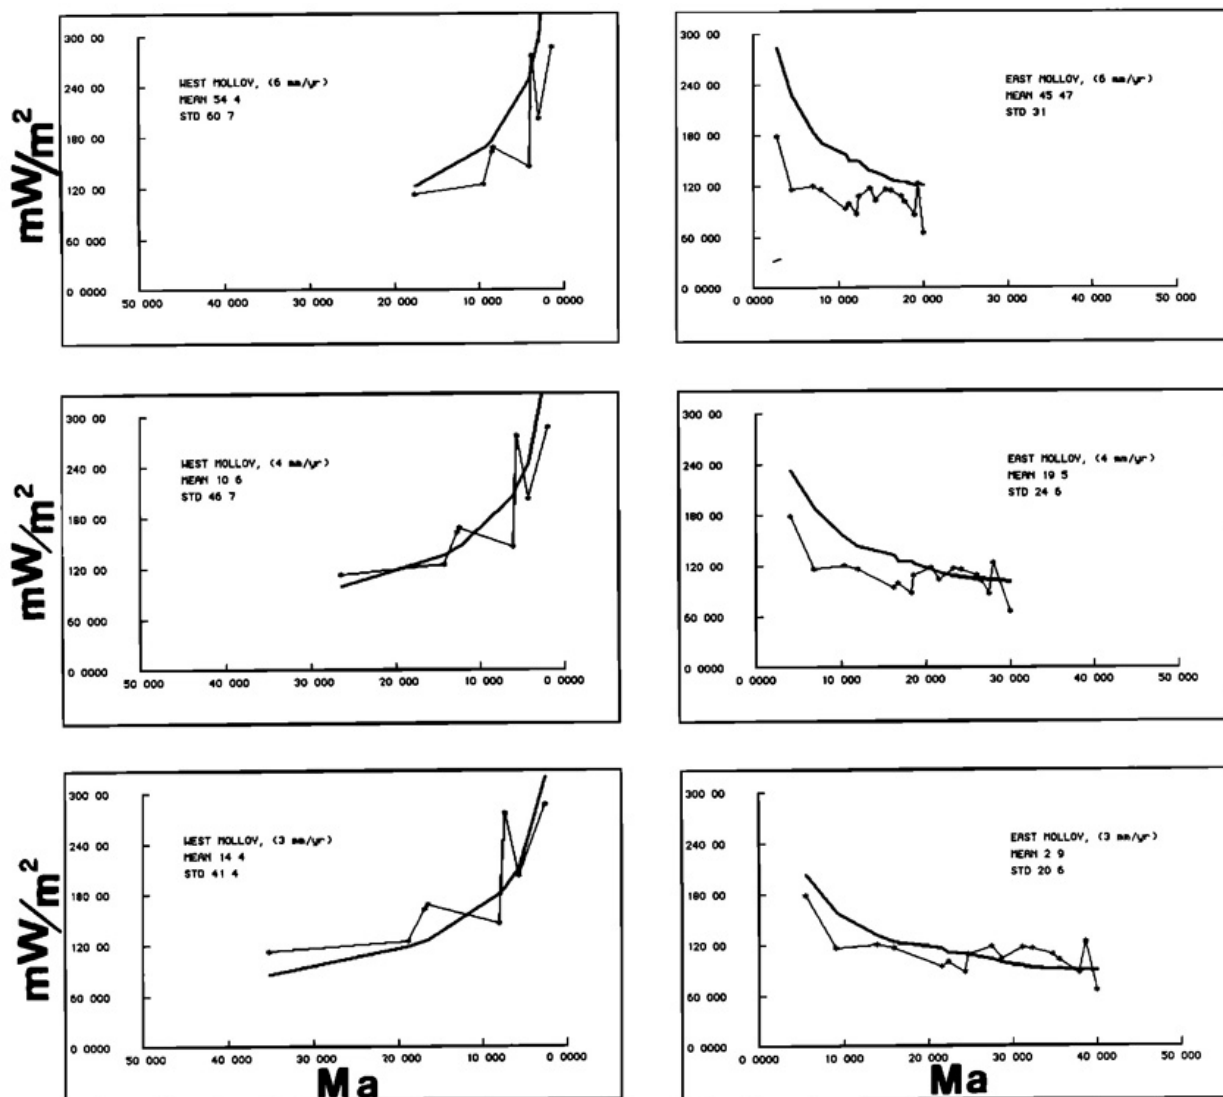 mW/m2
300 00
240 00
180 00
120 00
60 000
0 0000
WEST MOLLOY, (6 mm/yr)
MEAN 54 4
STD 60 7
50 000 40 000 30 000 20 000 10 000 0 0000
300 00
240 00
180 00
120 00
60 000
0 0000
EAST MOLLOY, (6 mm/yr)
MEAN 45 47
STD 31
0 0000 10 000 20 000 30 000 40 000 50 000
mW/m2
300 00
240 00
180 00
120 00
60 000
0 0000
WEST MOLLOY, (4 mm/yr)
MEAN 10 6
STD 46 7
50 000 40 000 30 000 20 000 10 000 0 0000
300 00
240 00
180 00
120 00
60 000
0 0000
EAST MOLLOY, (4 mm/yr)
MEAN 19 5
STD 24 6
0 0000 10 000 20 000 30 000 40 000 50 000
mW/m2
300 00
240 00
180 00
120 00
60 000
0 0000
WEST MOLLOY, (3 mm/yr)
MEAN 14 4
STD 41 4
50 000 40 000 30 000 20 000 10 000 0 0000
Ma
300 00
240 00
180 00
120 00
60 000
0 0000
EAST MOLLOY, (3 mm/yr)
MEAN 2 9
STD 20 6
0 0000 10 000 20 000 30 000 40 000 50 000
Ma